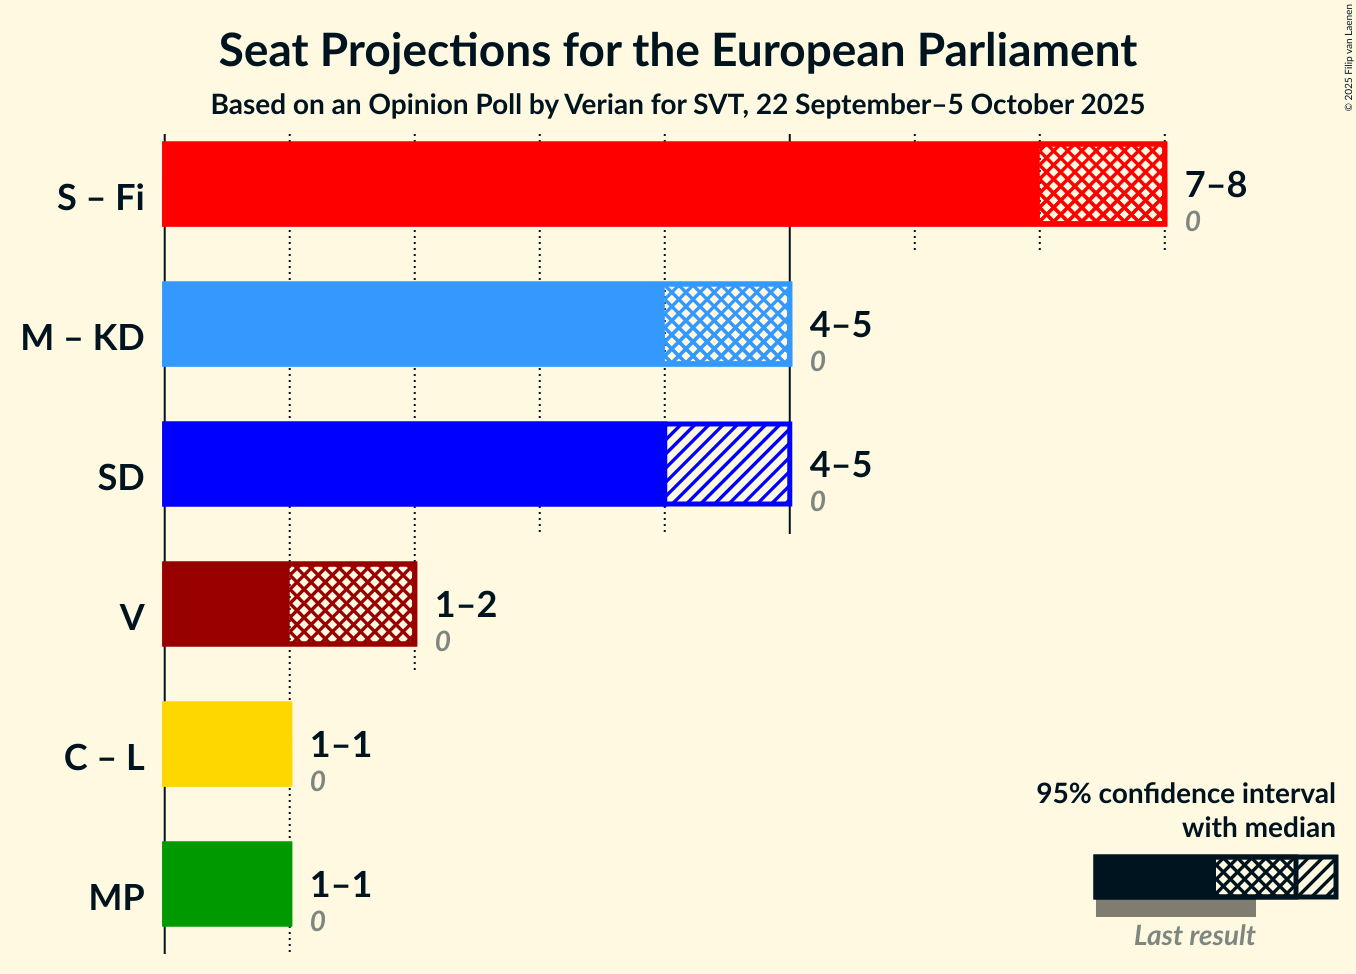 Seat Projections for the European Parliament
Based on an Opinion Poll by Verian for SVT, 22 September–5 October 2025
© 2025 Filip van Laenen
S – Fi
7–8
0
M – KD
4–5
0
SD
4–5
0
V
1–2
0
C – L
1–1
0
MP
1–1
0
95% confidence interval
with median
Last result